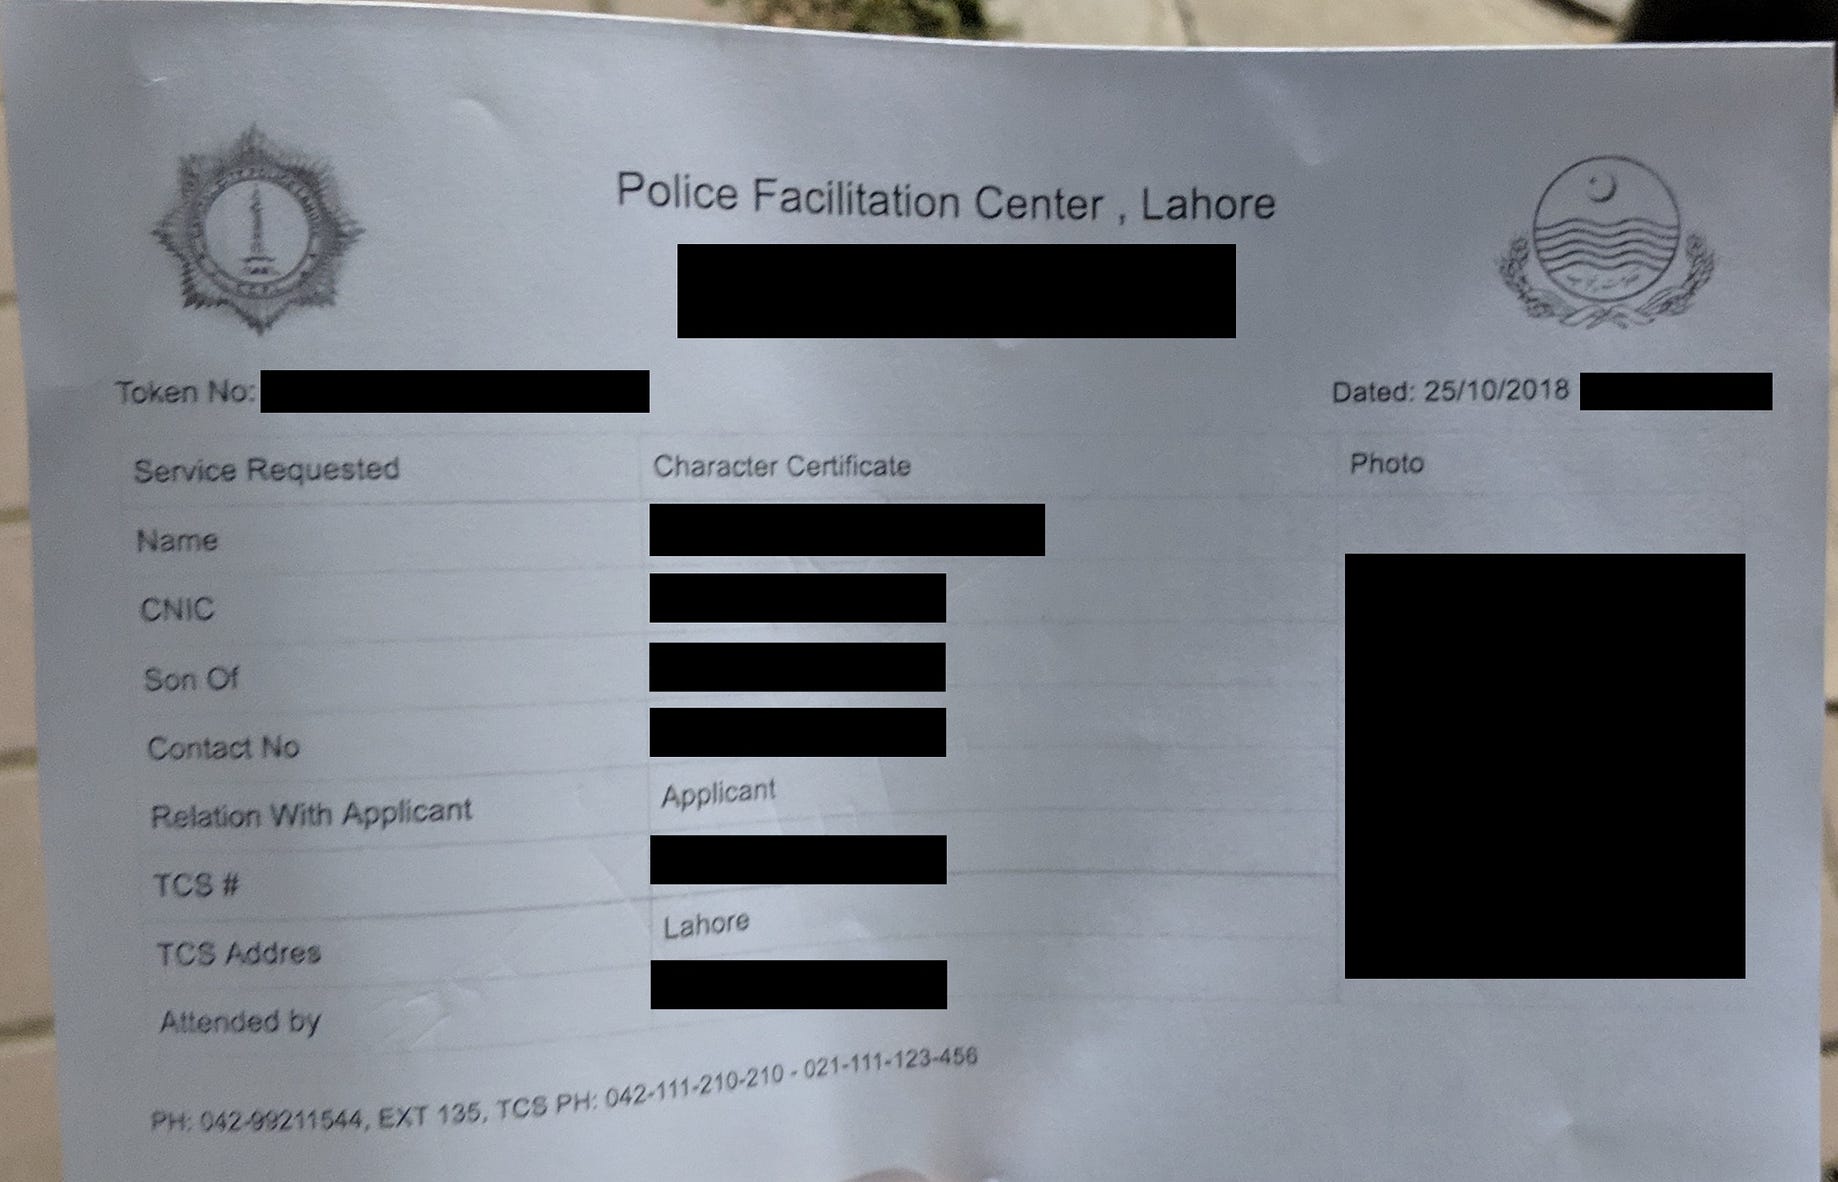 Police Facilitation Center , Lahore
Token No:
Dated: 25/10/2018
Service Requested Character Certificate Photo
Name
CNIC
Son Of
Contact No
Relation With Applicant Applicant
TCS #
TCS Addres Lahore
Attended by
PH: 042-99211544, EXT 135, TCS PH: 042-111-210-210 - 021-111-123-456